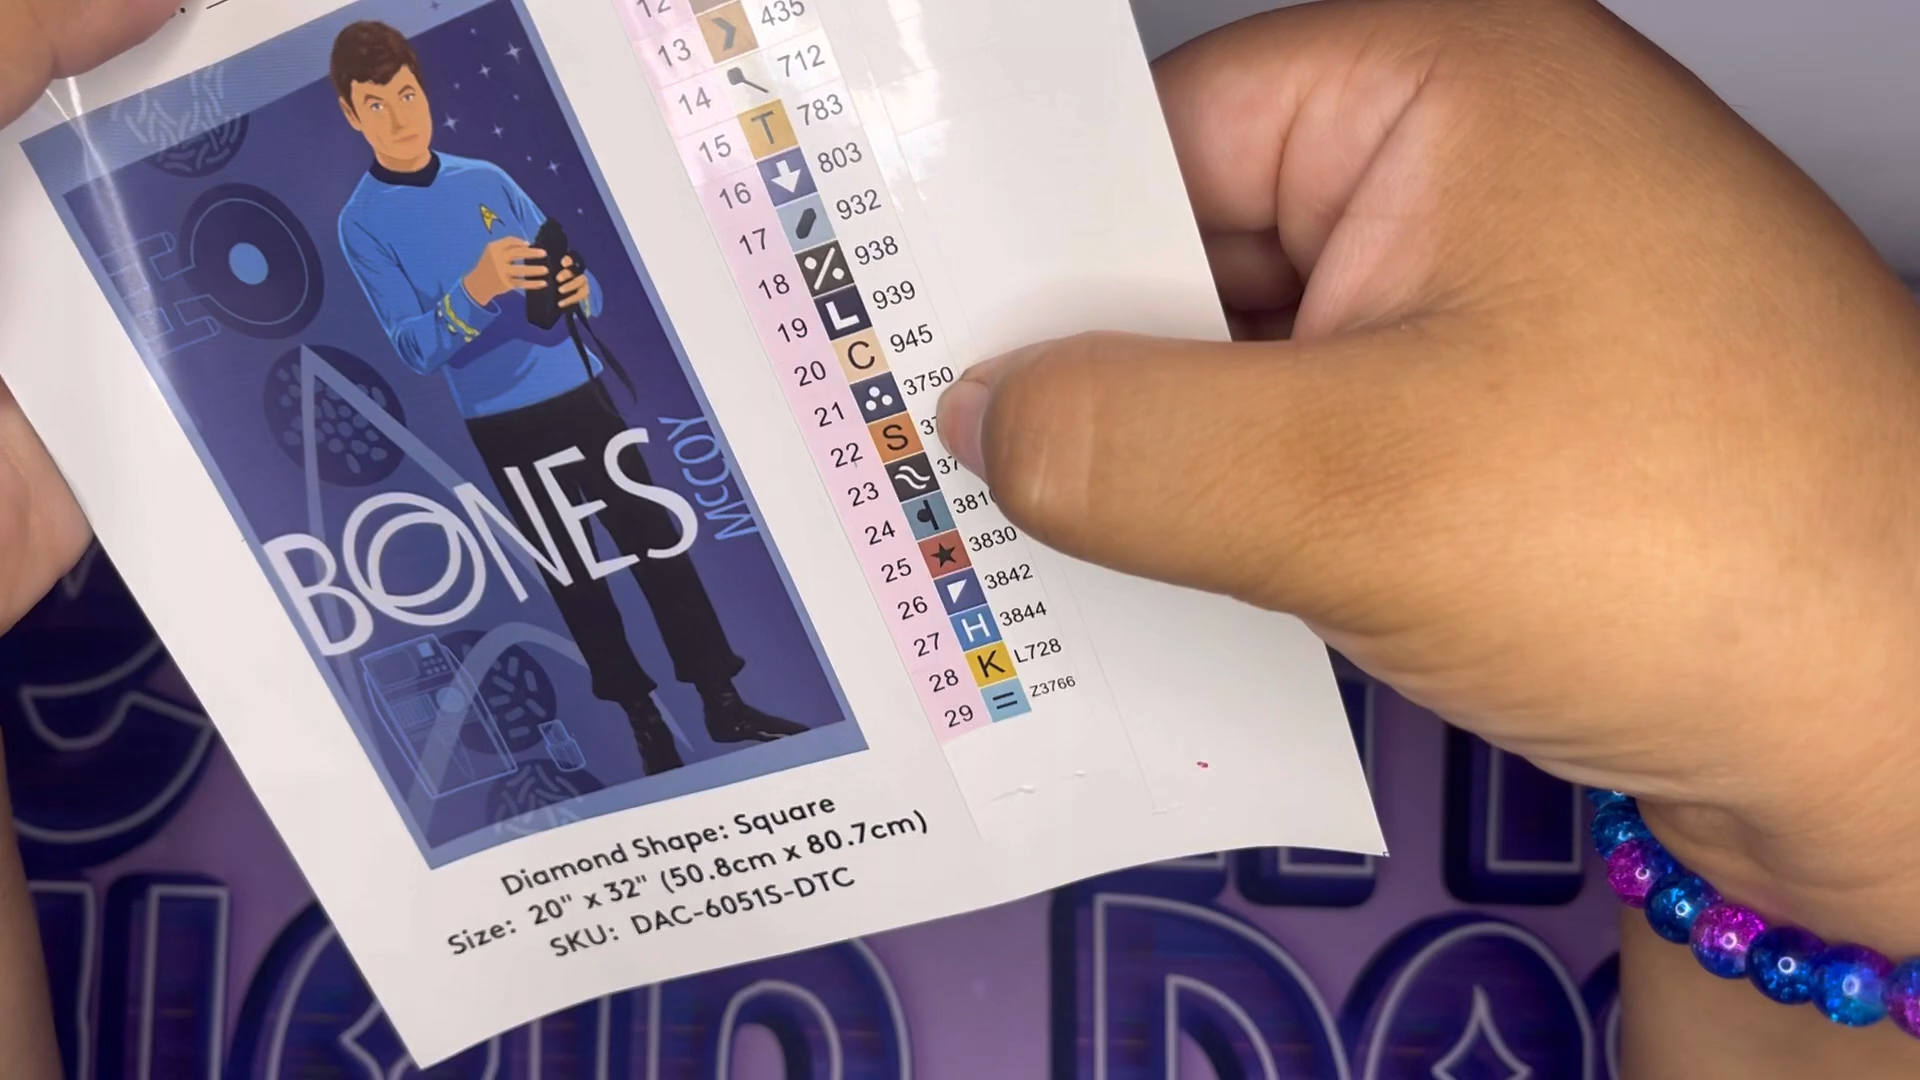 BONES
McCOY
Diamond Shape: Square
Size: 20" x 32" (50.8cm x 80.7cm)
SKU: DAC-6051S-DTC
12 435
13 712
14 T 783
15 803
16 932
17 938
18 L 939
19 C 945
20 3750
21 S
22
23
24 3830
25 3842
26 H 3844
27 K L728
28 = Z3766
29